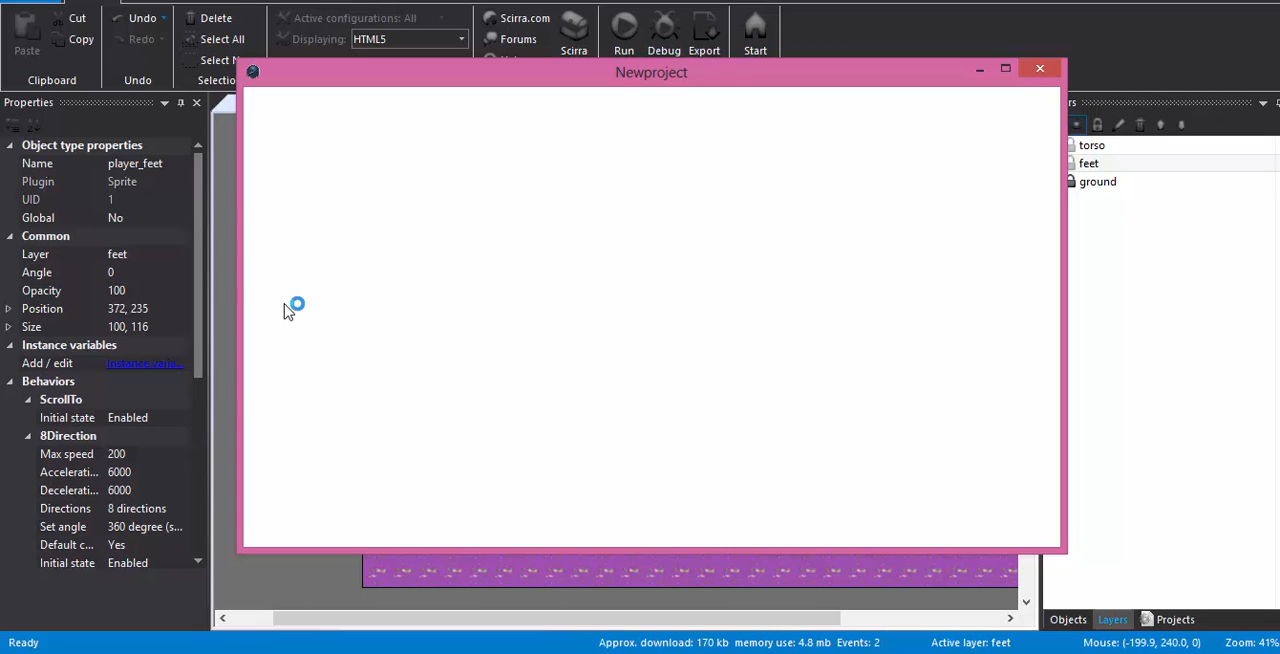 Cut
Undo
Delete
Active configurations: All
Scirra.com
Copy
Redo
Select All
Displaying: HTML5
Forums
Paste
Select
Scirra
Run
Debug
Export
Start
Clipboard
Undo
Newproject
Properties
Object type properties
Name player_feet
Plugin Sprite
UID 1
Global No
Common
Layer feet
Angle 0
Opacity 100
Position 372, 235
Size 100, 116
Instance variables
Add / edit Instance varia...
Behaviors
ScrollTo
Initial state Enabled
8Direction
Max speed 200
Accelerati... 6000
Decelerati... 6000
Directions 8 directions
Set angle 360 degree (s...
Default c... Yes
Initial state Enabled
torso
feet
ground
Objects Layers Projects
Ready
Approx. download: 170 kb memory use: 4.8 mb Events: 2
Active layer: feet
Mouse: (-199.9, 240.0, 0)
Zoom: 41%